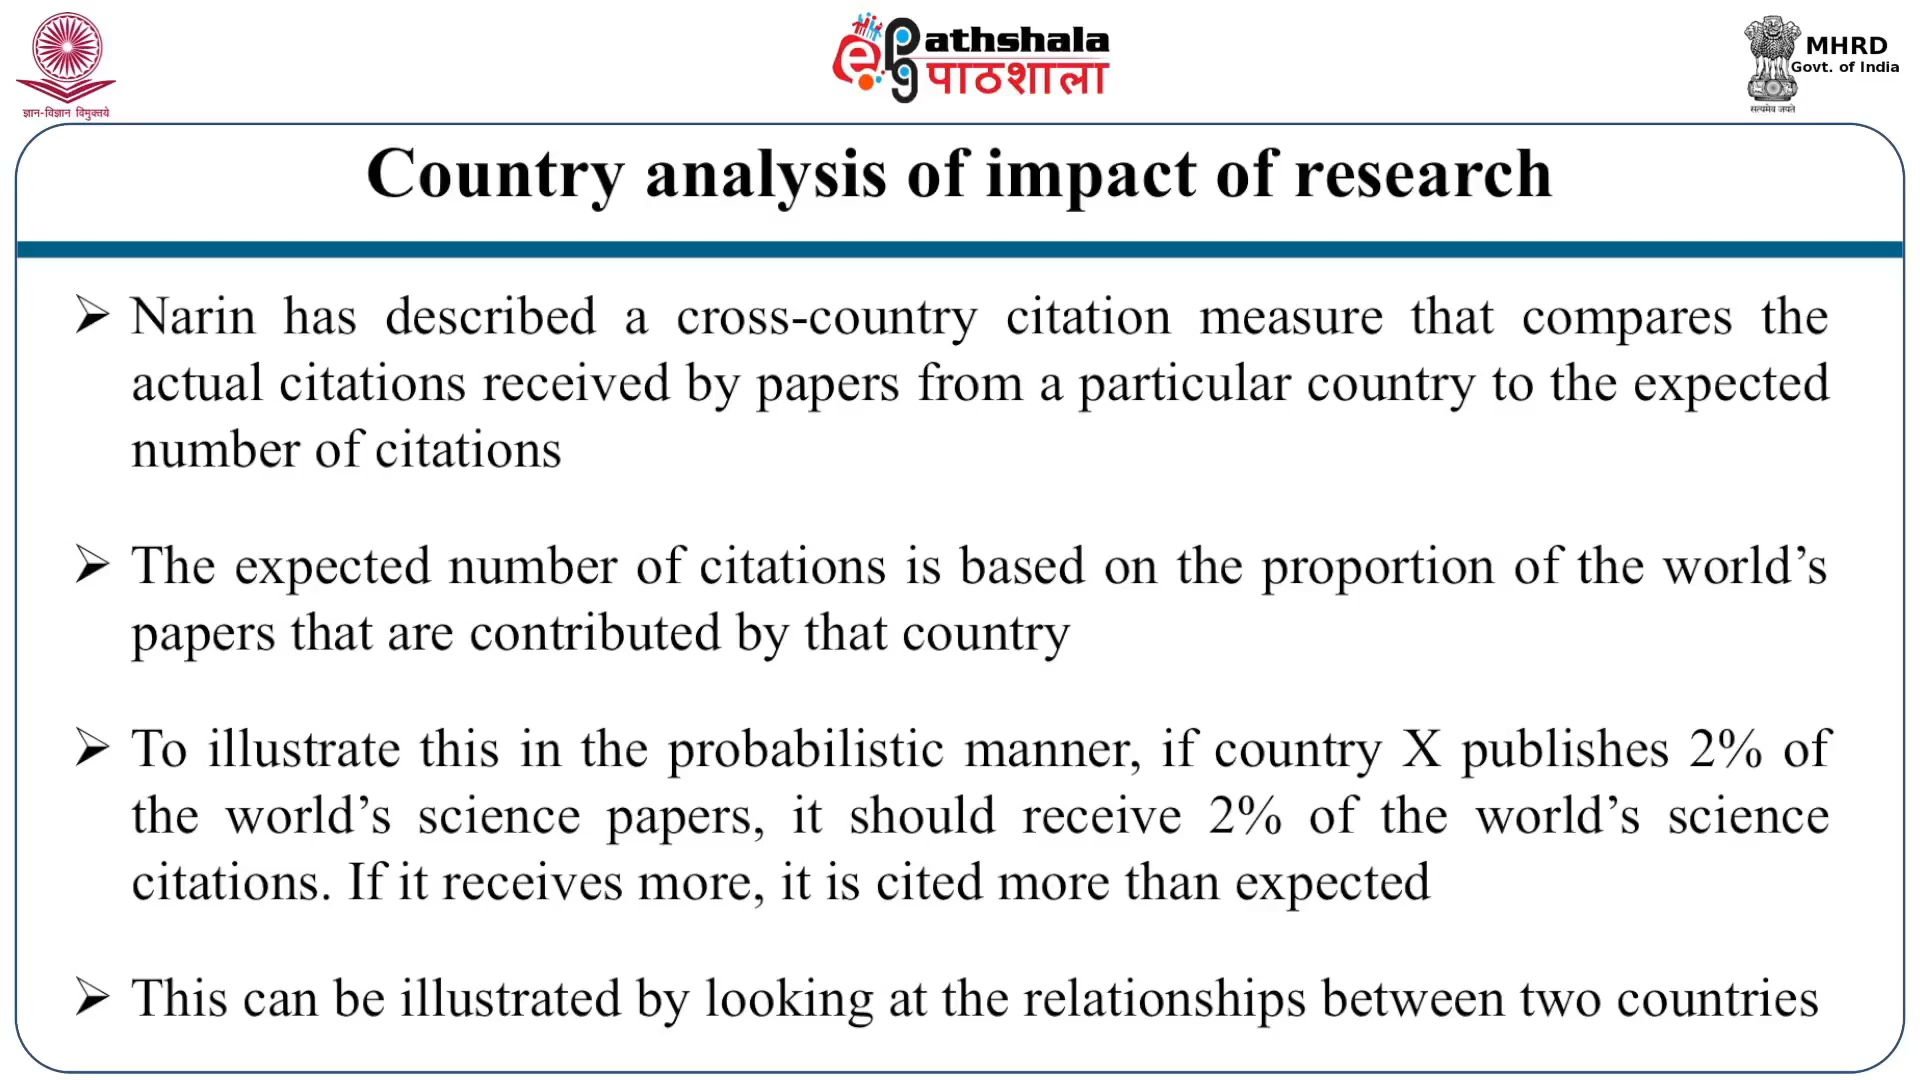 ज्ञान-विज्ञान विमुक्तये
ePathshala
पाठशाला
MHRD
Govt. of India
सत्यमेव जयते
Country analysis of impact of research
➢ Narin has described a cross-country citation measure that compares the
actual citations received by papers from a particular country to the expected
number of citations
➢ The expected number of citations is based on the proportion of the world’s
papers that are contributed by that country
➢ To illustrate this in the probabilistic manner, if country X publishes 2% of
the world’s science papers, it should receive 2% of the world’s science
citations. If it receives more, it is cited more than expected
➢ This can be illustrated by looking at the relationships between two countries